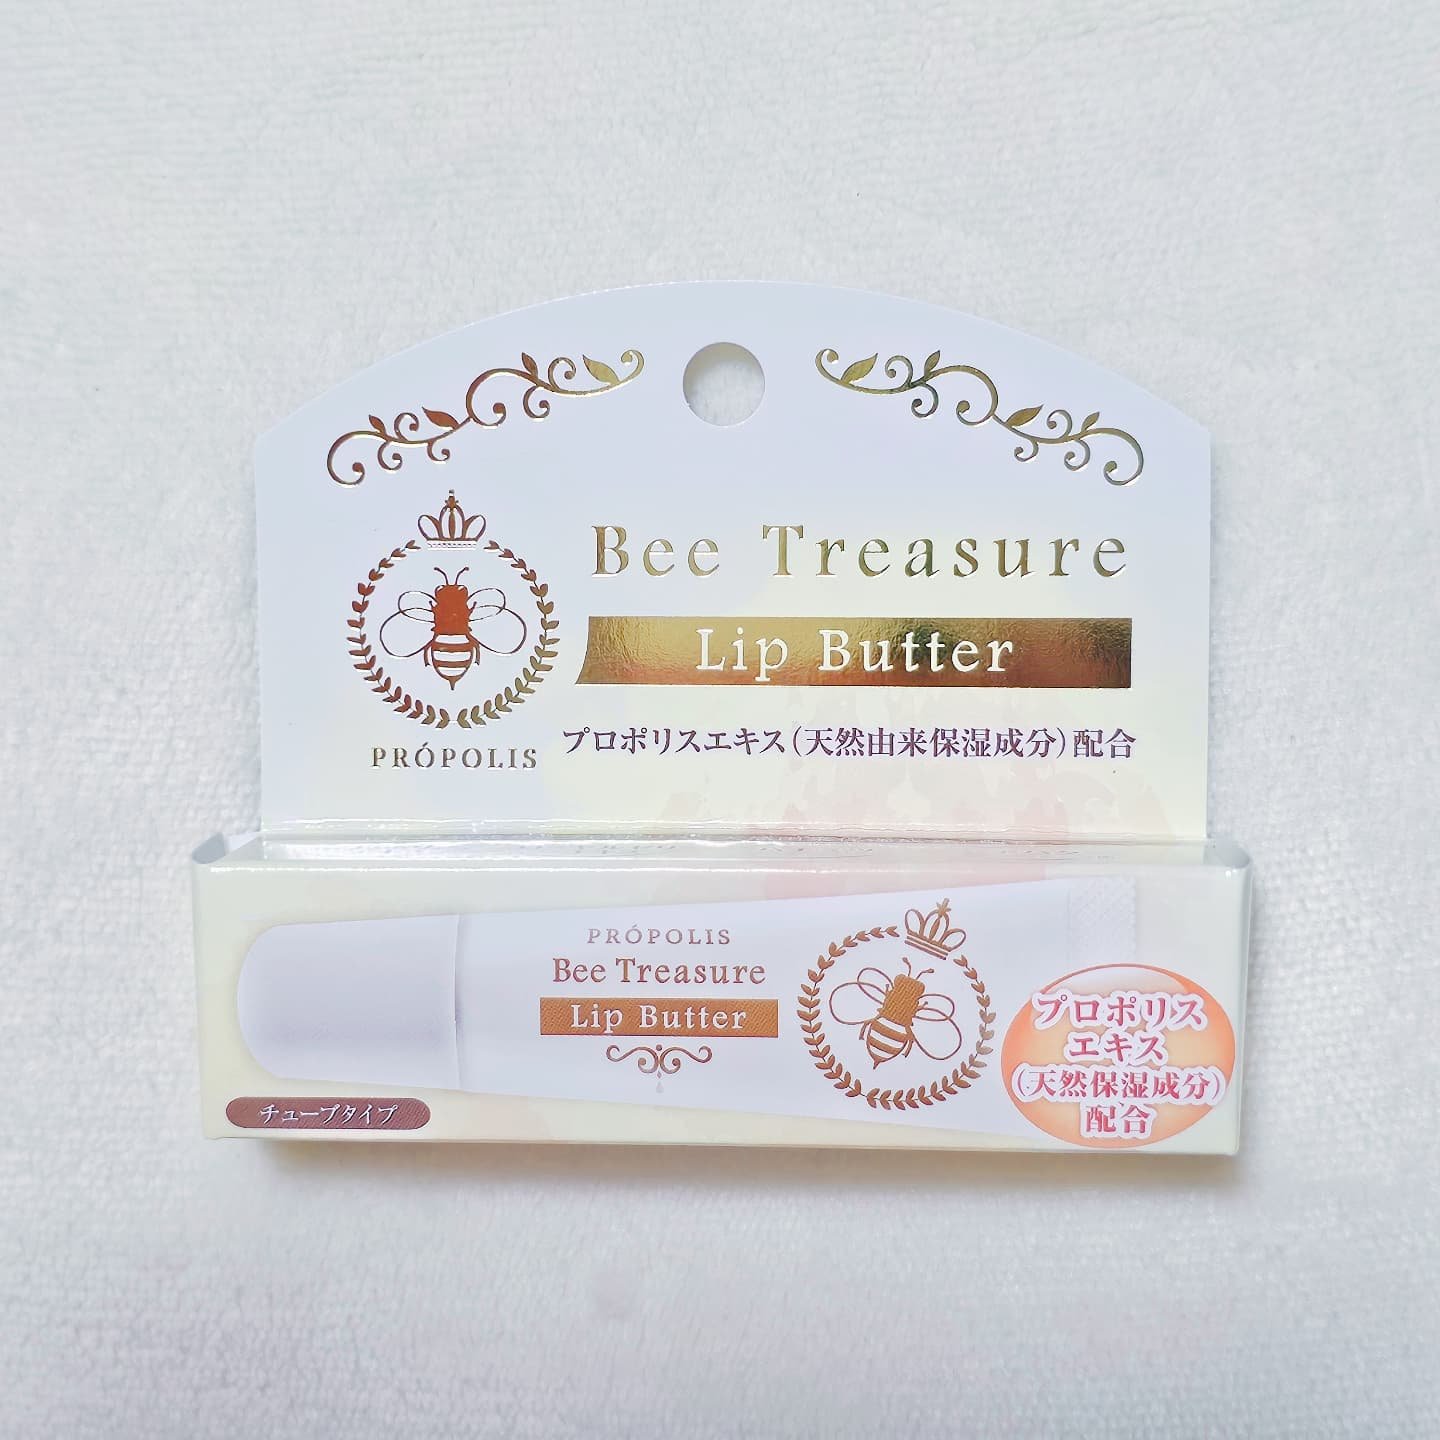 Bee Treasure
Lip Butter
PRÓPOLIS
プロポリスエキス(天然由来保湿成分)配合
PRÓPOLIS
Bee Treasure
Lip Butter
チューブタイプ
プロポリス
エキス
(天然保湿成分)
配合